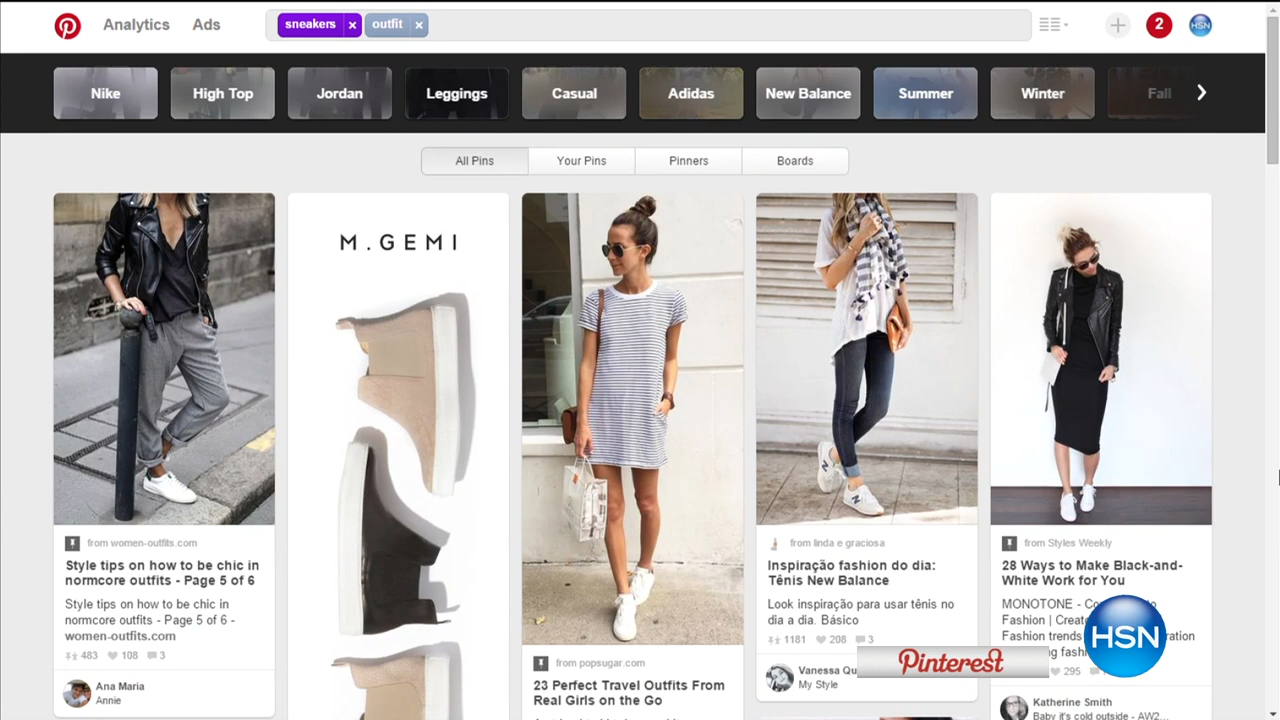 Analytics
Ads
sneakers ×
outfit ×
+
2
HSN
Nike
High Top
Jordan
Leggings
Casual
Adidas
New Balance
Summer
Winter
Fall
All Pins
Your Pins
Pinners
Boards
from women-outfits.com
Style tips on how to be chic in
normcore outfits - Page 5 of 6
Style tips on how to be chic in
normcore outfits - Page 5 of 6 -
women-outfits.com
483 108 3
Ana Maria
Annie
M.GEMI
from popsugar.com
23 Perfect Travel Outfits From
Real Girls on the Go
N
from linda e graciosa
Inspiração fashion do dia:
Tênis New Balance
Look inspiração para usar tênis no
dia a dia. Básico
1181 208 3
Vanessa Qu
My Style
from Styles Weekly
28 Ways to Make Black-and-
White Work for You
MONOTONE -
Fashion |
Fashion trends
295
Katherine Smith
Baby it's cold outside - AW2...
Pinterest
HSN